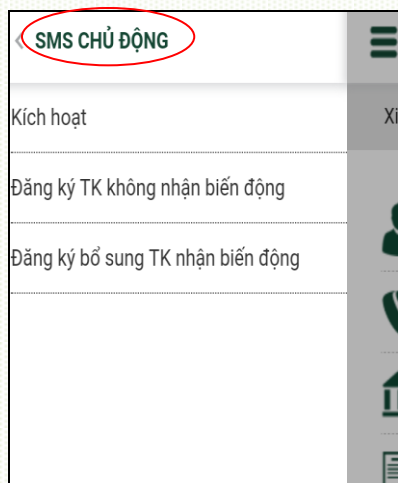 SMS CHỦ ĐỘNG
Kích hoạt
Xi
Đăng ký TK không nhận biến động
Đăng ký bổ sung TK nhận biến động